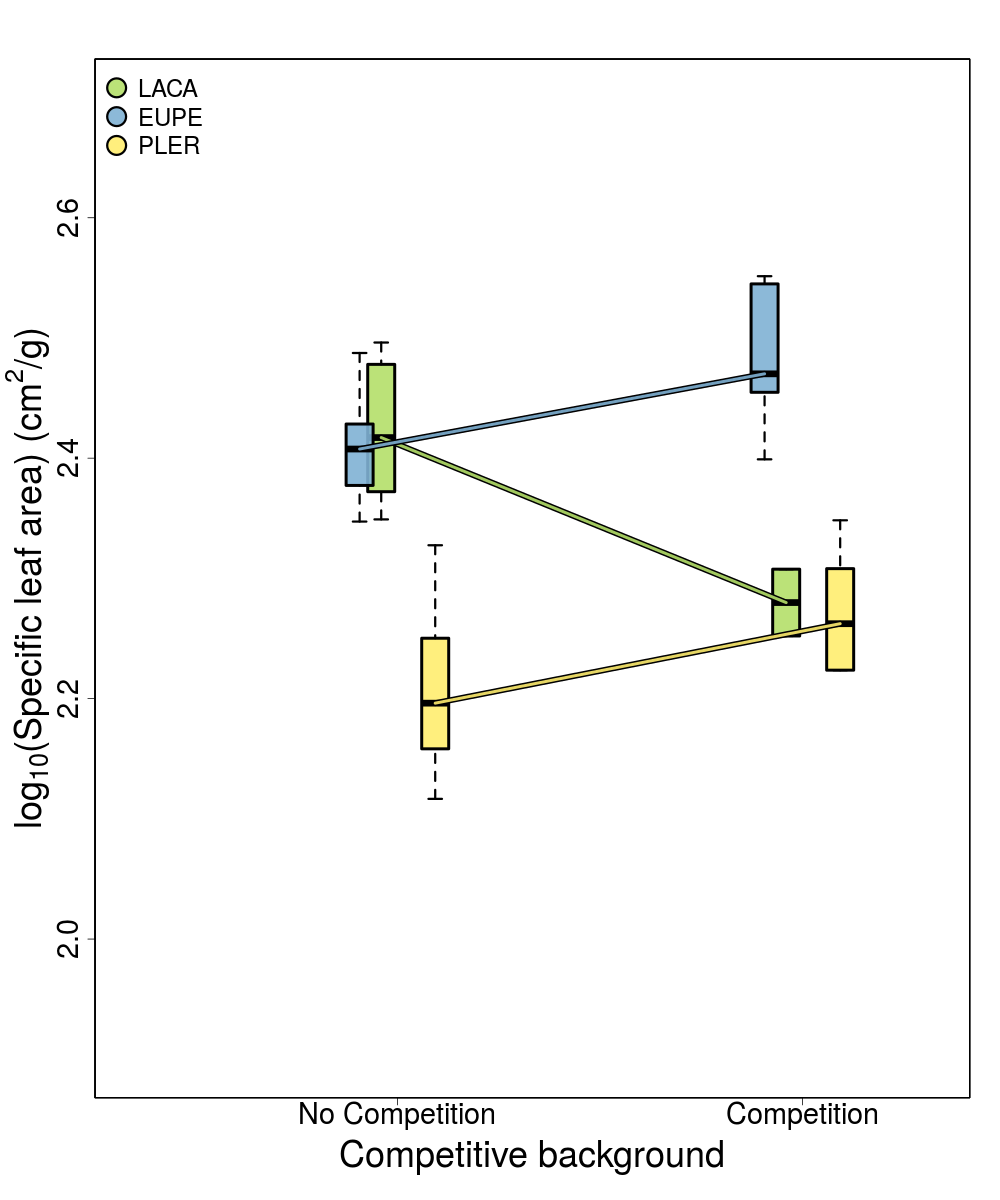 LACA
EUPE
PLER
log₁₀(Specific leaf area) (cm²/g)
2.6
2.4
2.2
2.0
No Competition
Competition
Competitive background